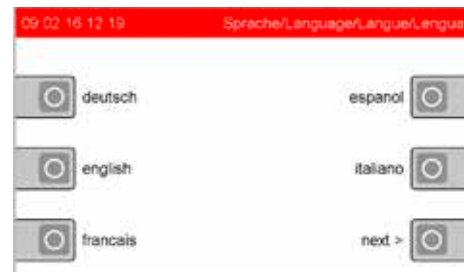 09 02 16 12 19 Sprache/Language/Langue/Lengua
deutsch espanol
english italiano
francais next >